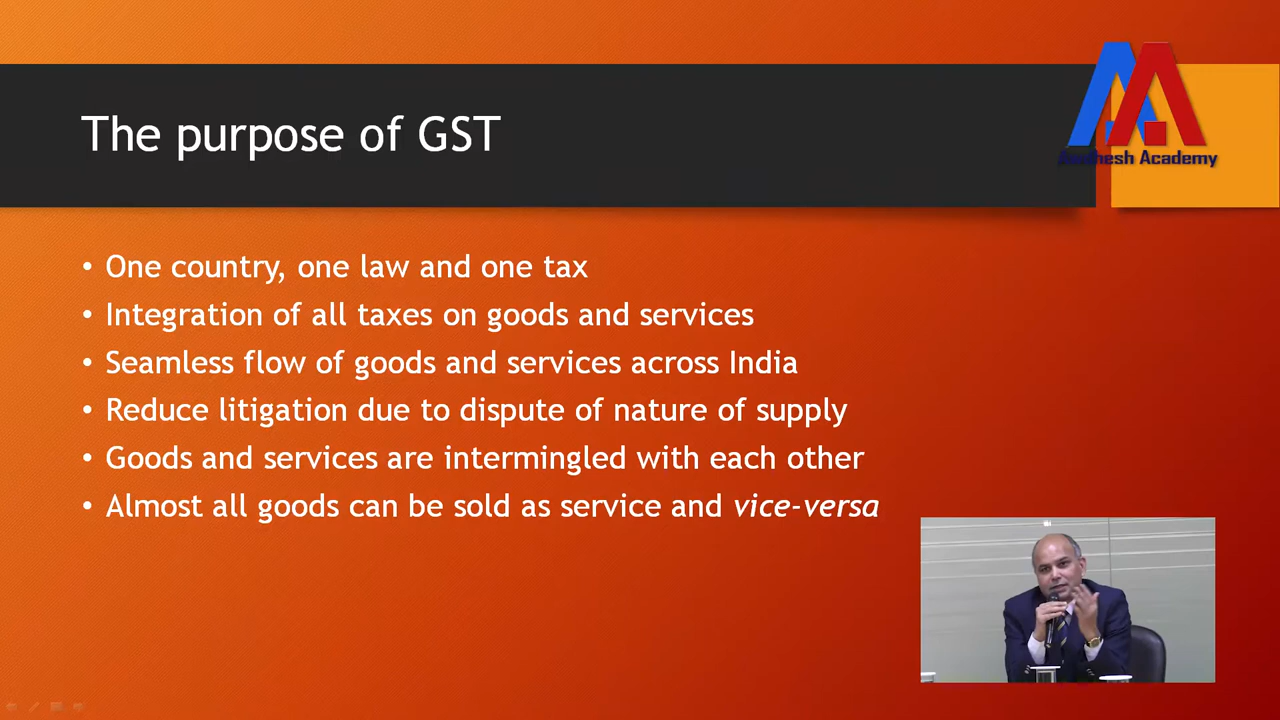 The purpose of GST
Academy
• One country, one law and one tax
• Integration of all taxes on goods and services
• Seamless flow of goods and services across India
• Reduce litigation due to dispute of nature of supply
• Goods and services are intermingled with each other
• Almost all goods can be sold as service and vice-versa